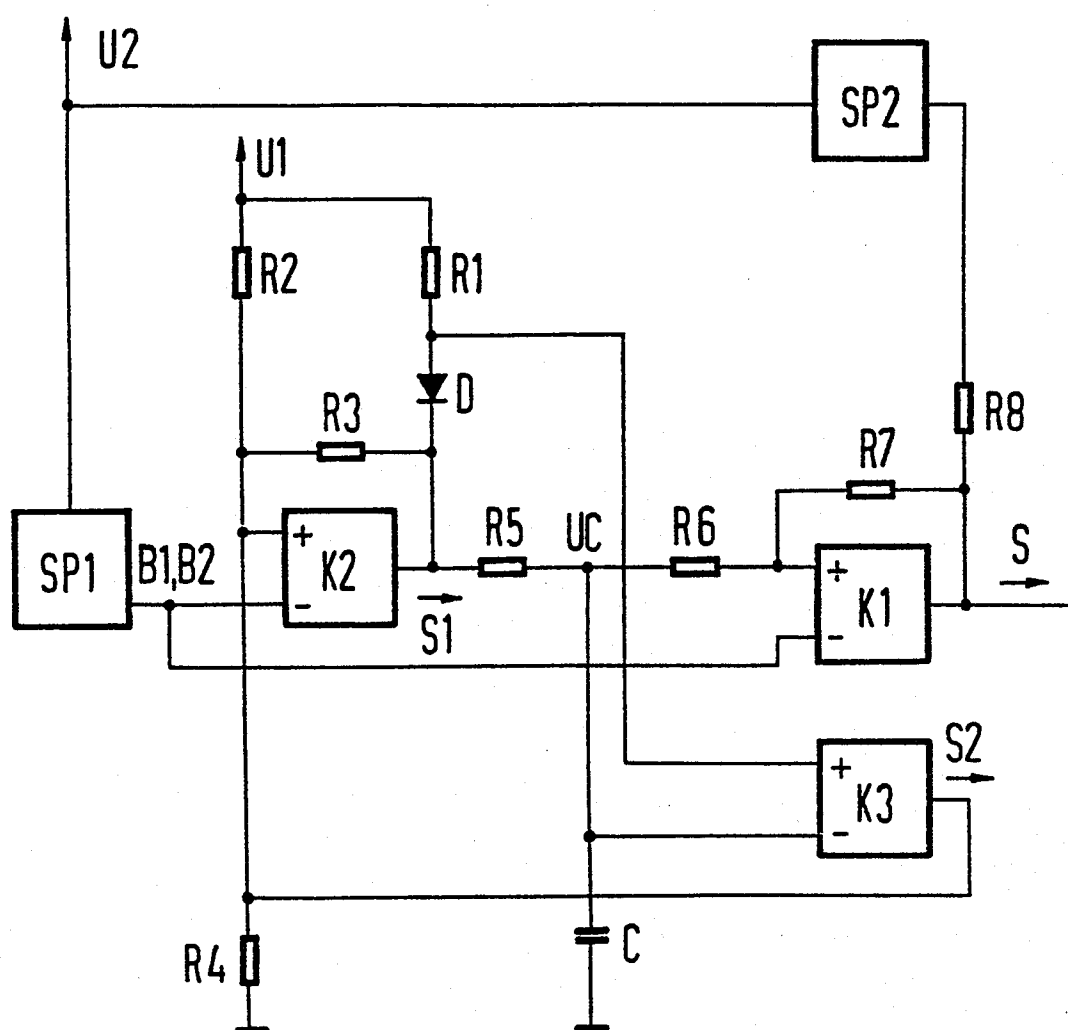 U2
SP2
U1
R2
R1
D
R3
R8
R7
SP1
B1,B2
+
K2
-
S1
R5
UC
R6
+
K1
-
S
S2
+
K3
-
R4
C